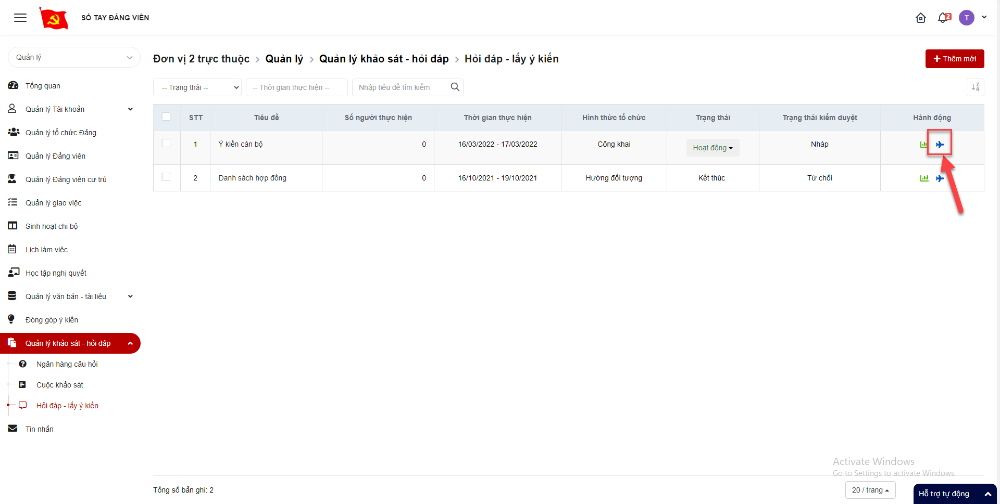 SỔ TAY ĐẢNG VIÊN
2
T
Quản lý
Đơn vị 2 trực thuộc > Quản lý > Quản lý khảo sát - hỏi đáp > Hỏi đáp - lấy ý kiến
Thêm mới
Tổng quan
Quản lý Tài khoản
Quản lý tổ chức Đảng
Quản lý Đảng viên
Quản lý Đảng viên cư trú
Quản lý giao việc
Sinh hoạt chi bộ
Lịch làm việc
Học tập nghị quyết
Quản lý văn bản - tài liệu
Đóng góp ý kiến
Quản lý khảo sát - hỏi đáp
Ngân hàng câu hỏi
Cuộc khảo sát
Hỏi đáp - lấy ý kiến
Tin nhắn
-- Trạng thái -- -- Thời gian thực hiện -- Nhập tiêu đề tìm kiếm
Z
A
STT Tiêu đề Số người thực hiện Thời gian thực hiện Hình thức tổ chức Trạng thái Trạng thái kiểm duyệt Hành động
1 Ý kiến cán bộ 0 16/03/2022 - 17/03/2022 Công khai Hoạt động Nháp
2 Danh sách hợp đồng 0 16/10/2021 - 19/10/2021 Hướng đối tượng Kết thúc Từ chối
Activate Windows
Go to Settings to activate Windows.
Tổng số bản ghi: 2
20 / trang
Hỗ trợ tự động